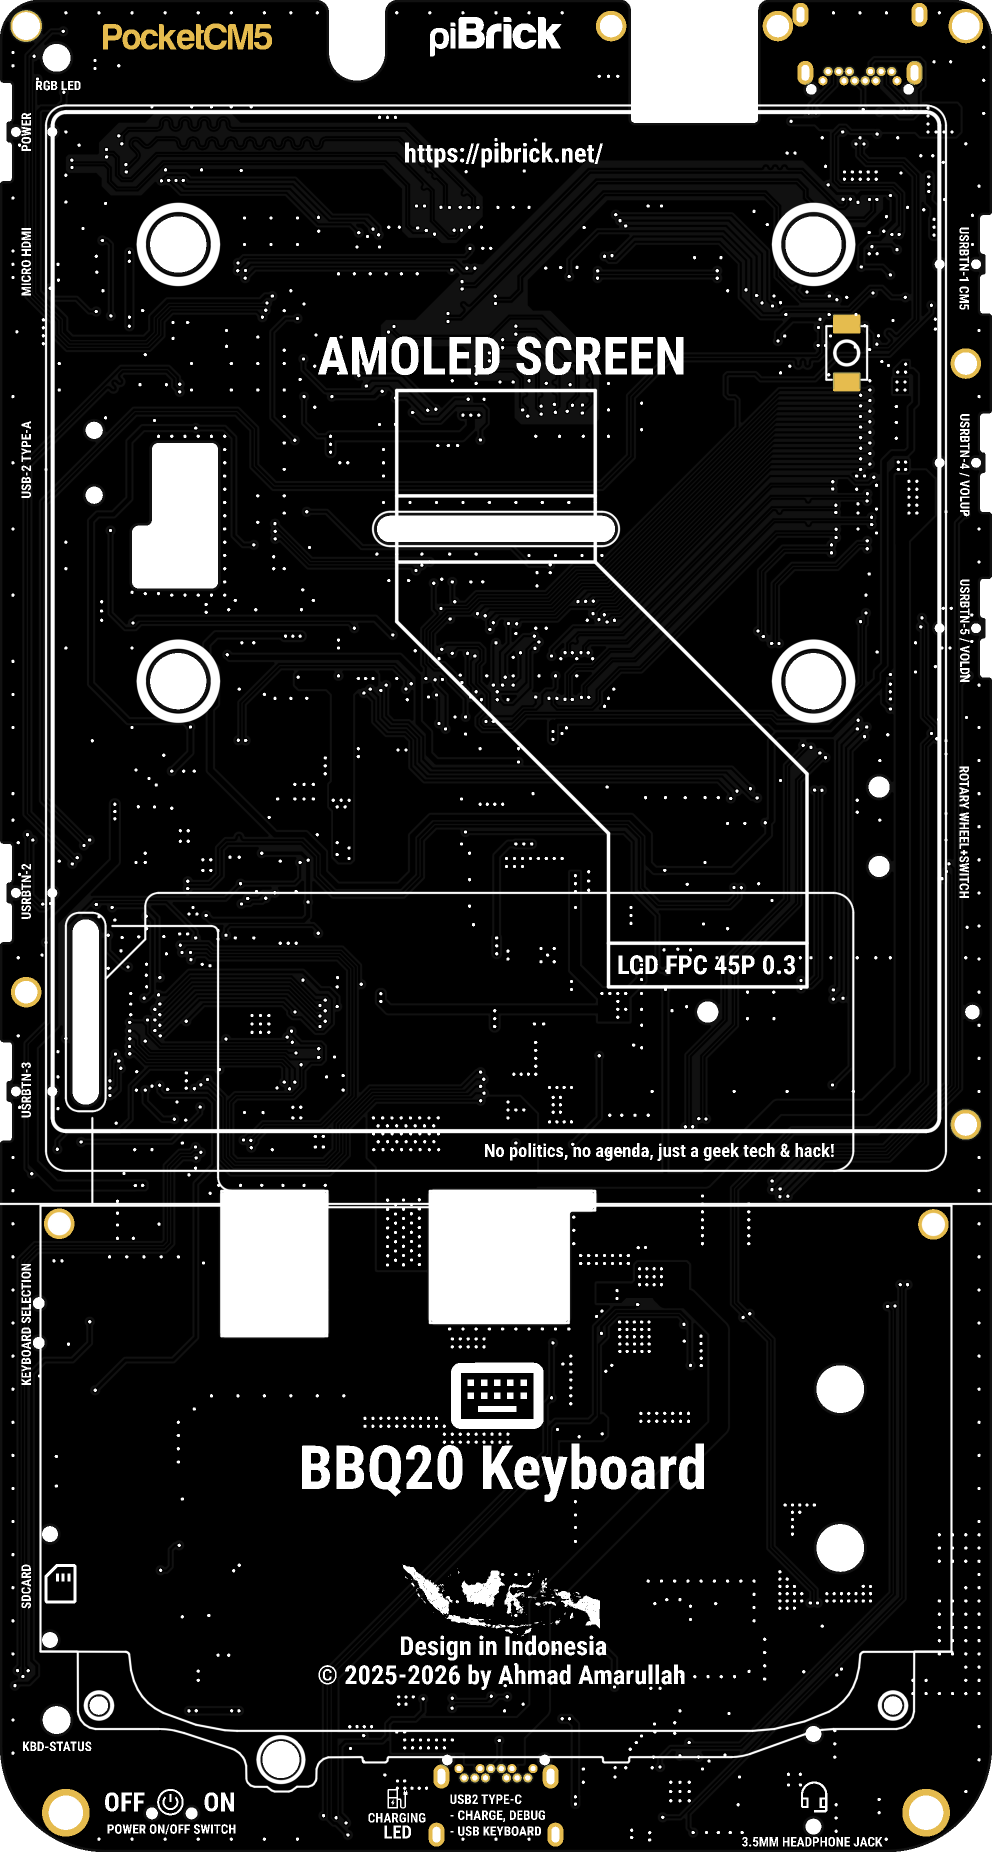 PocketCM5
piBrick
RGB LED
POWER
https://pibrick.net/
MICRO HDMI
USRBTN-1 CM5
AMOLED SCREEN
USB-2 TYPE-A
USRBTN-4 / VOLUP
USRBTN-5 / VOLDN
ROTARY WHEEL+SWITCH
USRBTN-2
LCD FPC 45P 0.3
USRBTN-3
No politics, no agenda, just a geek tech & hack!
KEYBOARD SELECTION
BBQ20 Keyboard
SDCARD
Design in Indonesia
© 2025-2026 by Ahmad Amarullah
KBD-STATUS
OFF ON
POWER ON/OFF SWITCH
CHARGING
LED
USB2 TYPE-C
- CHARGE, DEBUG
- USB KEYBOARD
3.5MM HEADPHONE JACK